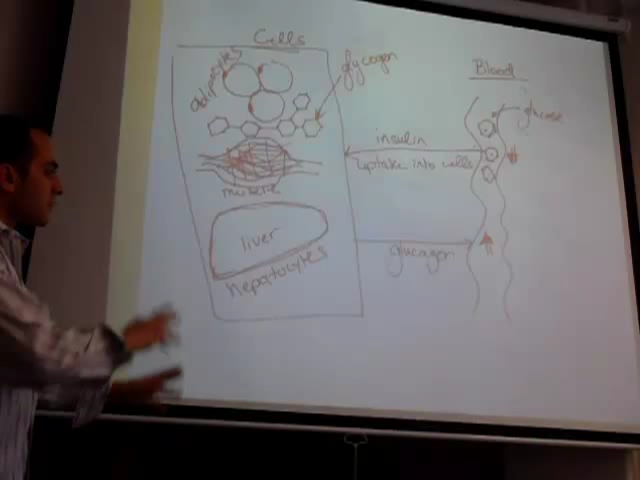 Cells
adipocytes
glycogen
muscle
liver
hepatocytes
Blood
glucose
insulin
uptake into cells
glucagon